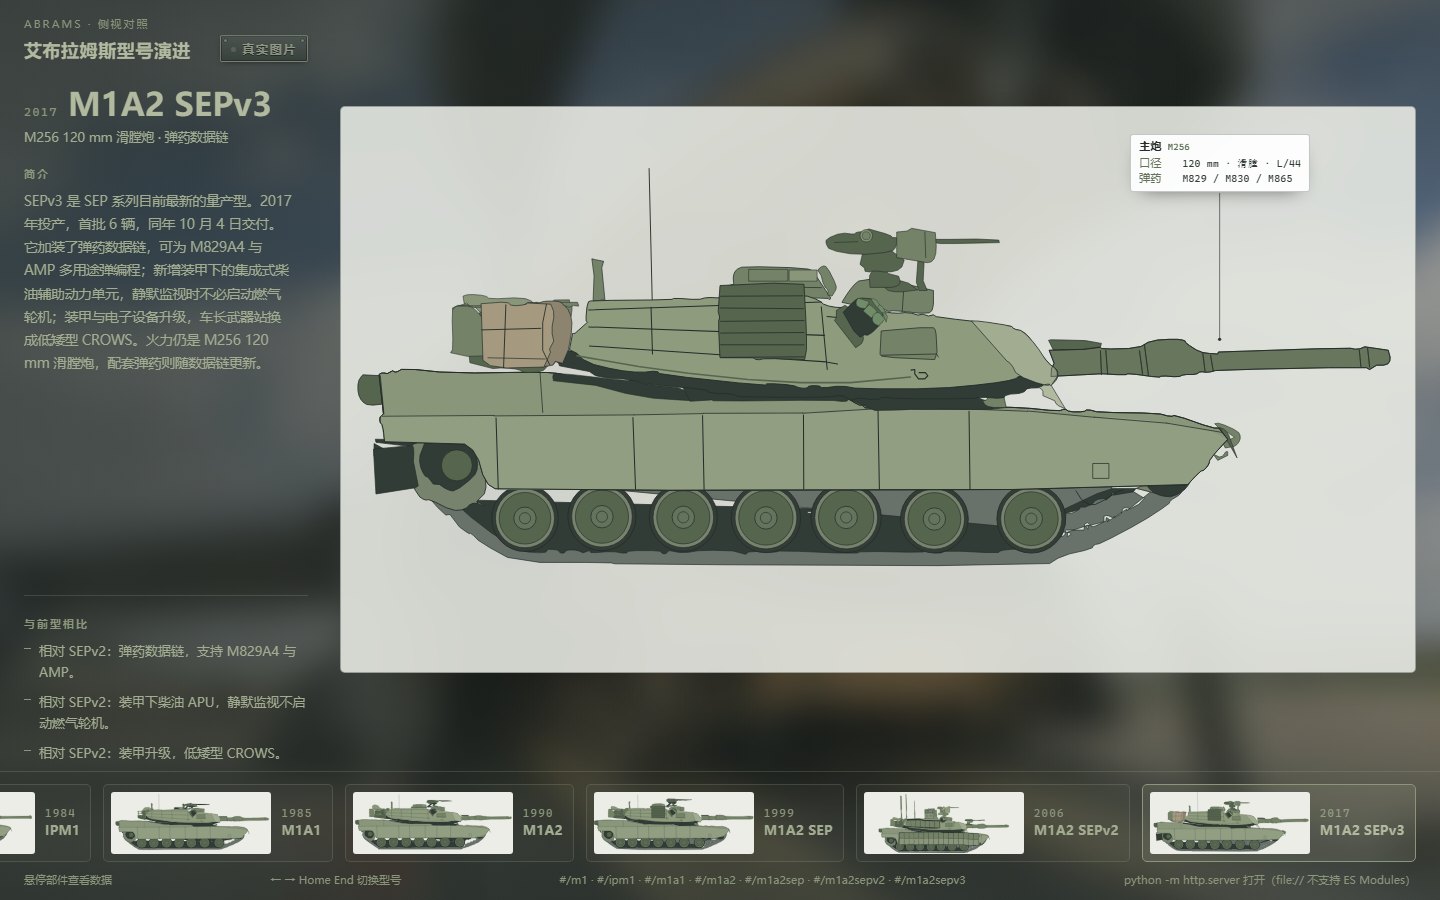 ABRAMS · 侧视对照
艾布拉姆斯型号演进
真实图片
2017 M1A2 SEPv3
M256 120 mm 滑膛炮 · 弹药数据链
简介
SEPv3 是 SEP 系列目前最新的量产型。2017
年投产，首批 6 辆，同年 10 月 4 日交付。
它加装了弹药数据链，可为 M829A4 与
AMP 多用途弹编程；新增装甲下的集成式柴
油辅助动力单元，静默监视时不必启动燃气
轮机；装甲与电子设备升级，车长武器站换
成低矮型 CROWS。火力仍是 M256 120
mm 滑膛炮，配套弹药则随数据链更新。
主炮 M256
口径 120 mm · 滑膛 · L/44
弹药 M829 / M830 / M865
与前型相比
– 相对 SEPv2：弹药数据链，支持 M829A4 与
AMP。
– 相对 SEPv2：装甲下柴油 APU，静默监视不启
动燃气轮机。
– 相对 SEPv2：装甲升级，低矮型 CROWS。
1984
IPM1
1985
M1A1
1990
M1A2
1999
M1A2 SEP
2006
M1A2 SEPv2
2017
M1A2 SEPv3
悬停部件查看数据
← → Home End 切换型号
#/m1 · #/ipm1 · #/m1a1 · #/m1a2 · #/m1a2sep · #/m1a2sepv2 · #/m1a2sepv3
python -m http.server 打开（file:// 不支持 ES Modules）